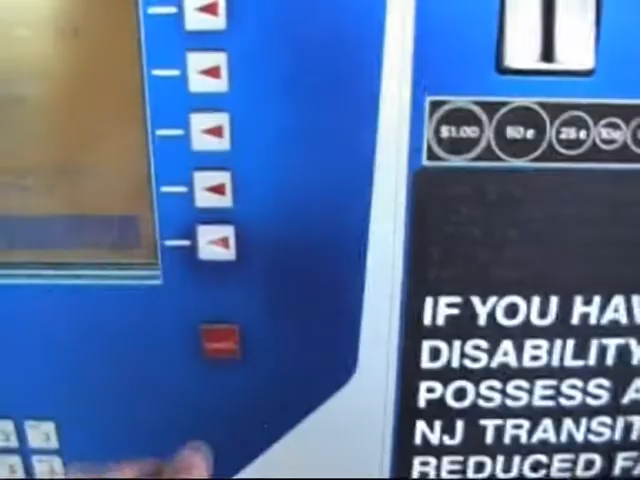 $1.00 50¢ 25¢ 10¢
IF YOU HAV
DISABILITY
POSSESS A
NJ TRANSIT
REDUCED FA